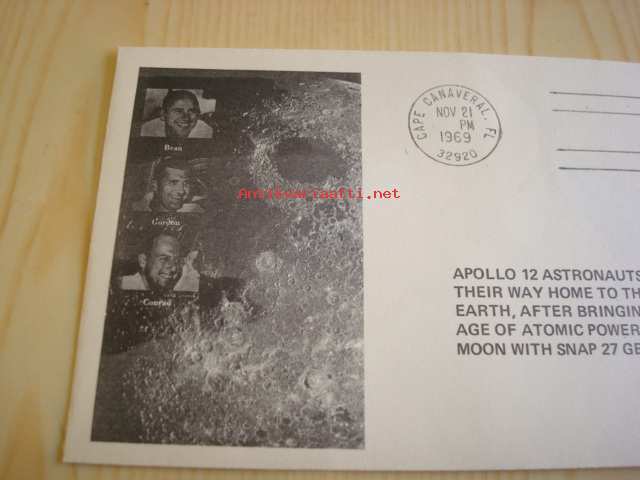 Bean
Gordon
Conrad
Antikvariaatti.net
CAPE CANAVERAL, FL
NOV 21
PM
1969
32920
APOLLO 12 ASTRONAUTS
THEIR WAY HOME TO TH
EARTH, AFTER BRINGIN
AGE OF ATOMIC POWER
MOON WITH SNAP 27 GE